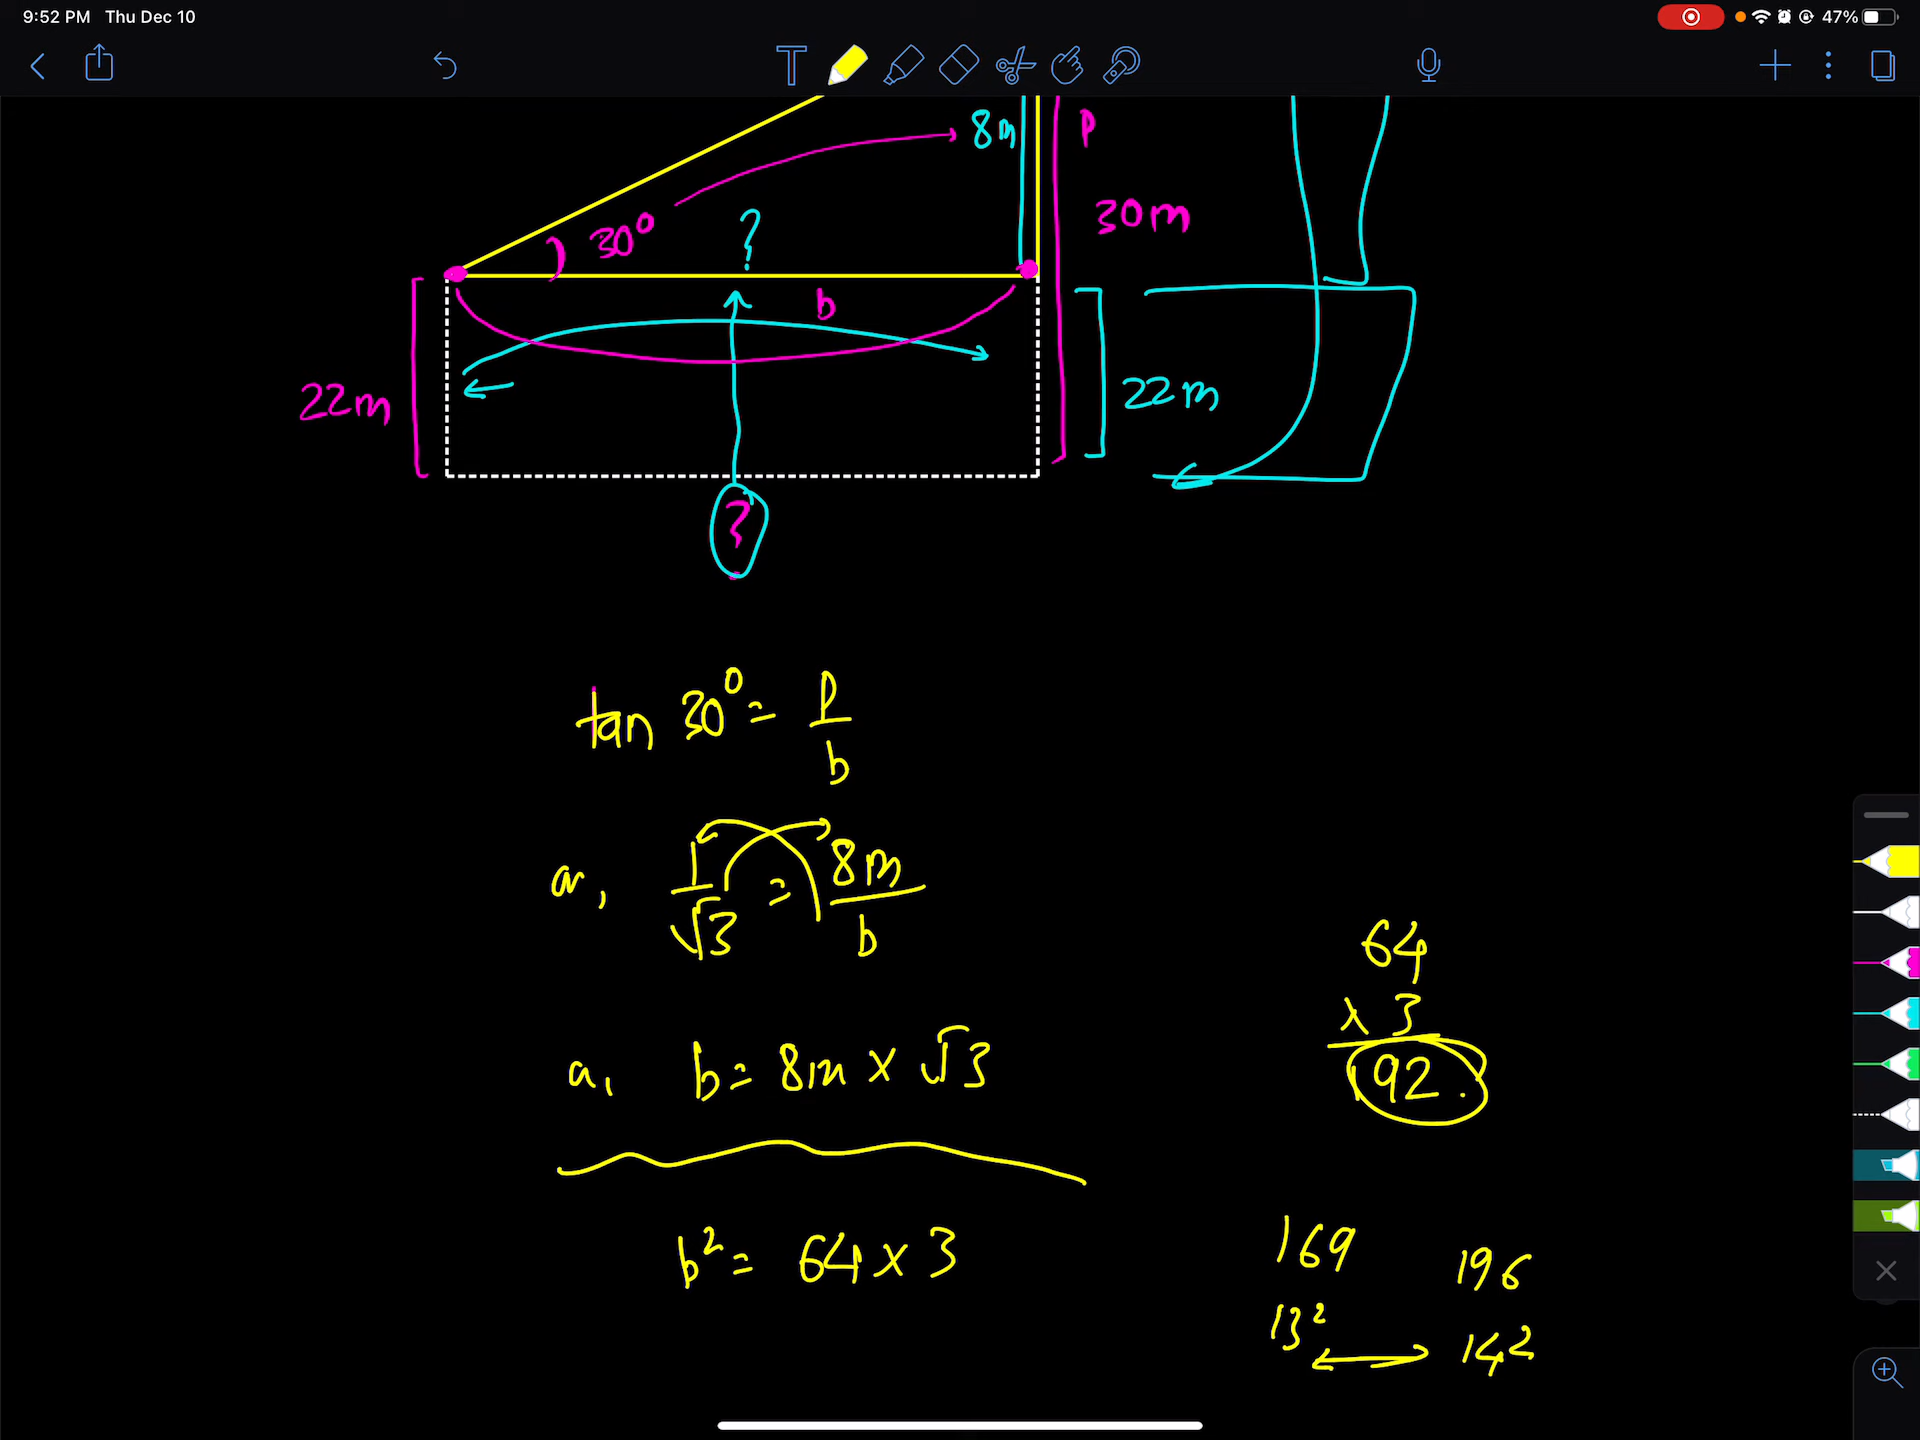 9:52 PM Thu Dec 10
47%
T
8m
P
30°
?
30m
b
22m
22m
?
tan 30° = P/b
or, 1/√3 = 8m/b
64
x 3
192.
b = 8m x √3
b² = 64 x 3
169 196
13² 14²